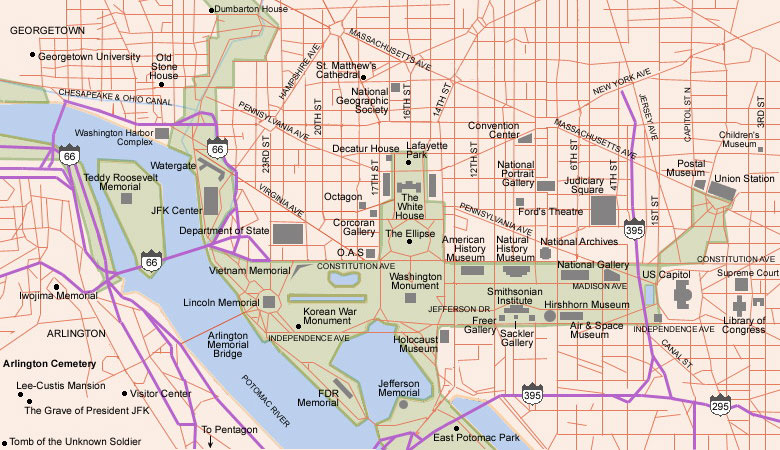 Dumbarton House
GEORGETOWN
Georgetown University
Old
Stone
House
CHESAPEAKE & OHIO CANAL
HAMPSHIRE AVE
MASSACHUSETTS AVE
St. Matthew's
Cathedral
National
Geographic
Society
16TH ST
14TH ST
20TH ST
PENNSYLVANIA AVE
NEW YORK AVE
JERSEY AVE
CAPITOL ST N
3RD ST
Washington Harbor
Complex
66
66
23RD ST
Decatur House
Lafayette
Park
Convention
Center
MASSACHUSETTS AVE
Children's
Museum
12TH ST
6TH ST
4TH ST
17TH ST
Watergate
Teddy Roosevelt
Memorial
JFK Center
VIRGINIA AVE
Octagon
The
White
House
National
Portrait
Gallery
Judiciary
Square
Postal
Museum
Union Station
Ford's Theatre
1ST ST
PENNSYLVANIA AVE
Department of State
Corcoran
Gallery
The Ellipse
395
O.A.S
American
History
Museum
Natural
History
Museum
National Archives
66
Vietnam Memorial
CONSTITUTION AVE
Washington
Monument
National Gallery
MADISON AVE
US Capitol
CONSTITUTION AVE
Supreme Court
Iwojima Memorial
Lincoln Memorial
Korean War
Monument
JEFFERSON DR
Smithsonian
Institute
Hirshhorn Museum
Freer
Gallery
Sackler
Gallery
Air & Space
Museum
INDEPENDENCE AVE
Library of
Congress
ARLINGTON
Arlington
Memorial
Bridge
INDEPENDENCE AVE
Holocaust
Museum
CANAL ST
Arlington Cemetery
Lee-Custis Mansion
The Grave of President JFK
Visitor Center
POTOMAC RIVER
FDR
Memorial
Jefferson
Memorial
395
295
Tomb of the Unknown Soldier
To Pentagon
East Potomac Park